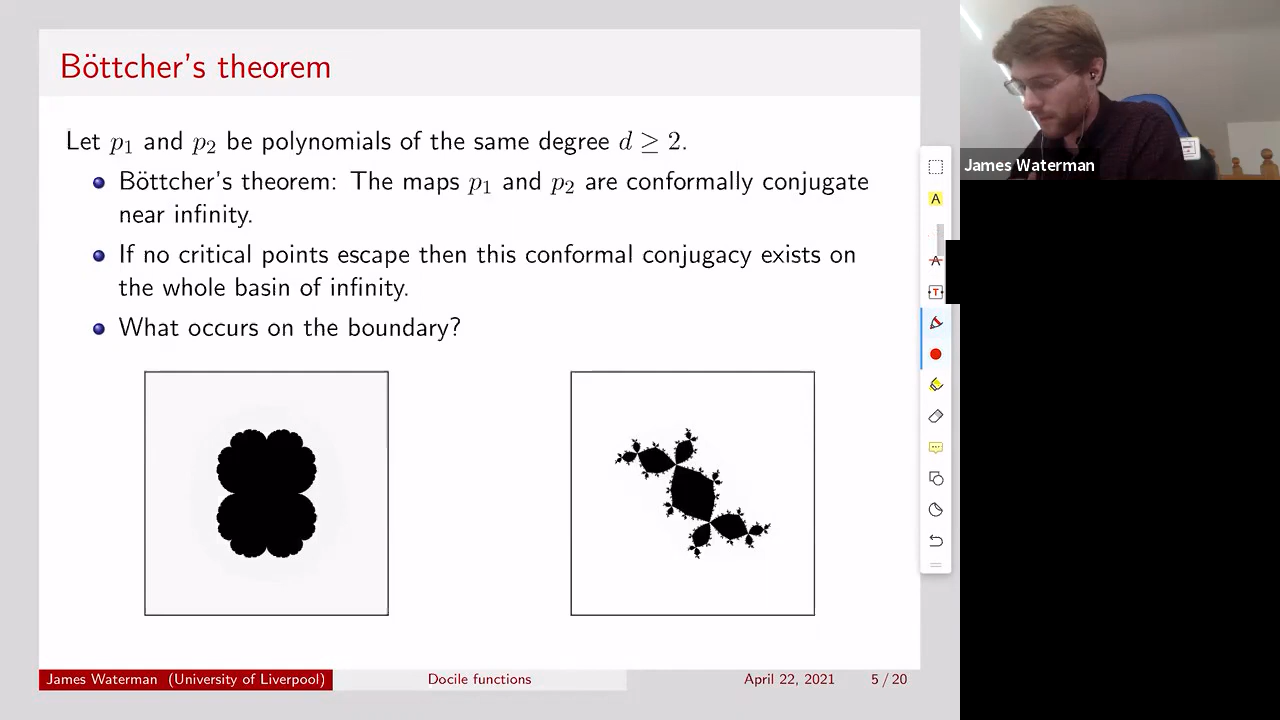 Böttcher's theorem
Let p₁ and p₂ be polynomials of the same degree d ≥ 2.
Böttcher's theorem: The maps p₁ and p₂ are conformally conjugate
near infinity.
If no critical points escape then this conformal conjugacy exists on
the whole basin of infinity.
What occurs on the boundary?
James Waterman (University of Liverpool)
Docile functions
April 22, 2021
5 / 20
A
A
T
James Waterman